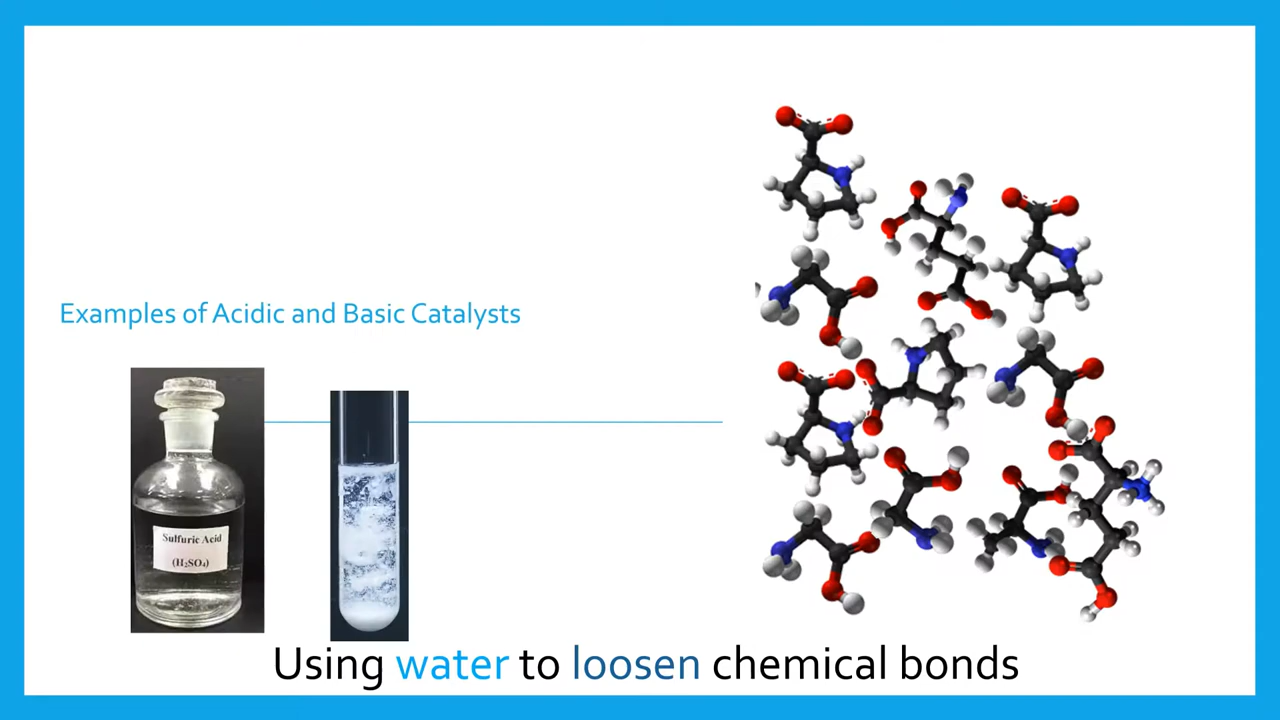 Examples of Acidic and Basic Catalysts
Sulfuric Acid
(H₂SO₄)
Using water to loosen chemical bonds